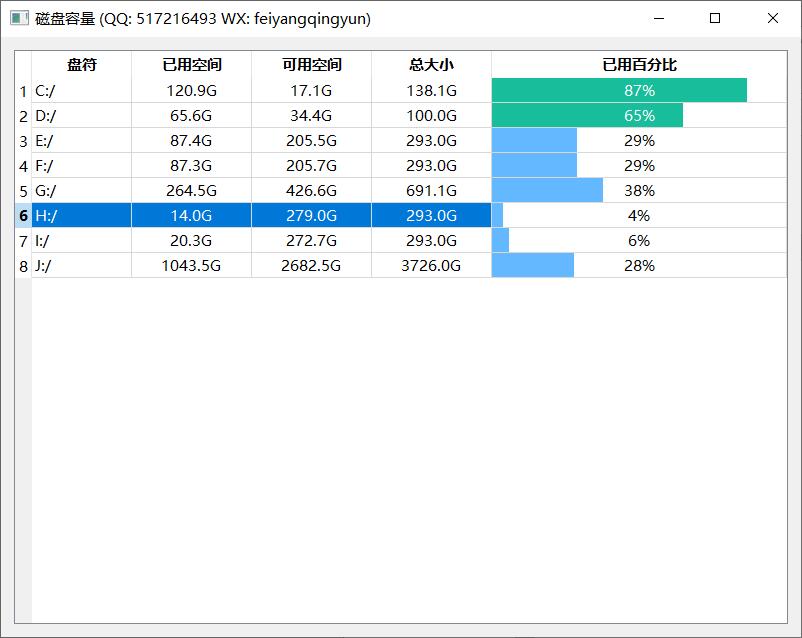 磁盘容量 (QQ: 517216493 WX: feiyangqingyun)
盘符 已用空间 可用空间 总大小 已用百分比
1 C:/ 120.9G 17.1G 138.1G 87%
2 D:/ 65.6G 34.4G 100.0G 65%
3 E:/ 87.4G 205.5G 293.0G 29%
4 F:/ 87.3G 205.7G 293.0G 29%
5 G:/ 264.5G 426.6G 691.1G 38%
6 H:/ 14.0G 279.0G 293.0G 4%
7 I:/ 20.3G 272.7G 293.0G 6%
8 J:/ 1043.5G 2682.5G 3726.0G 28%